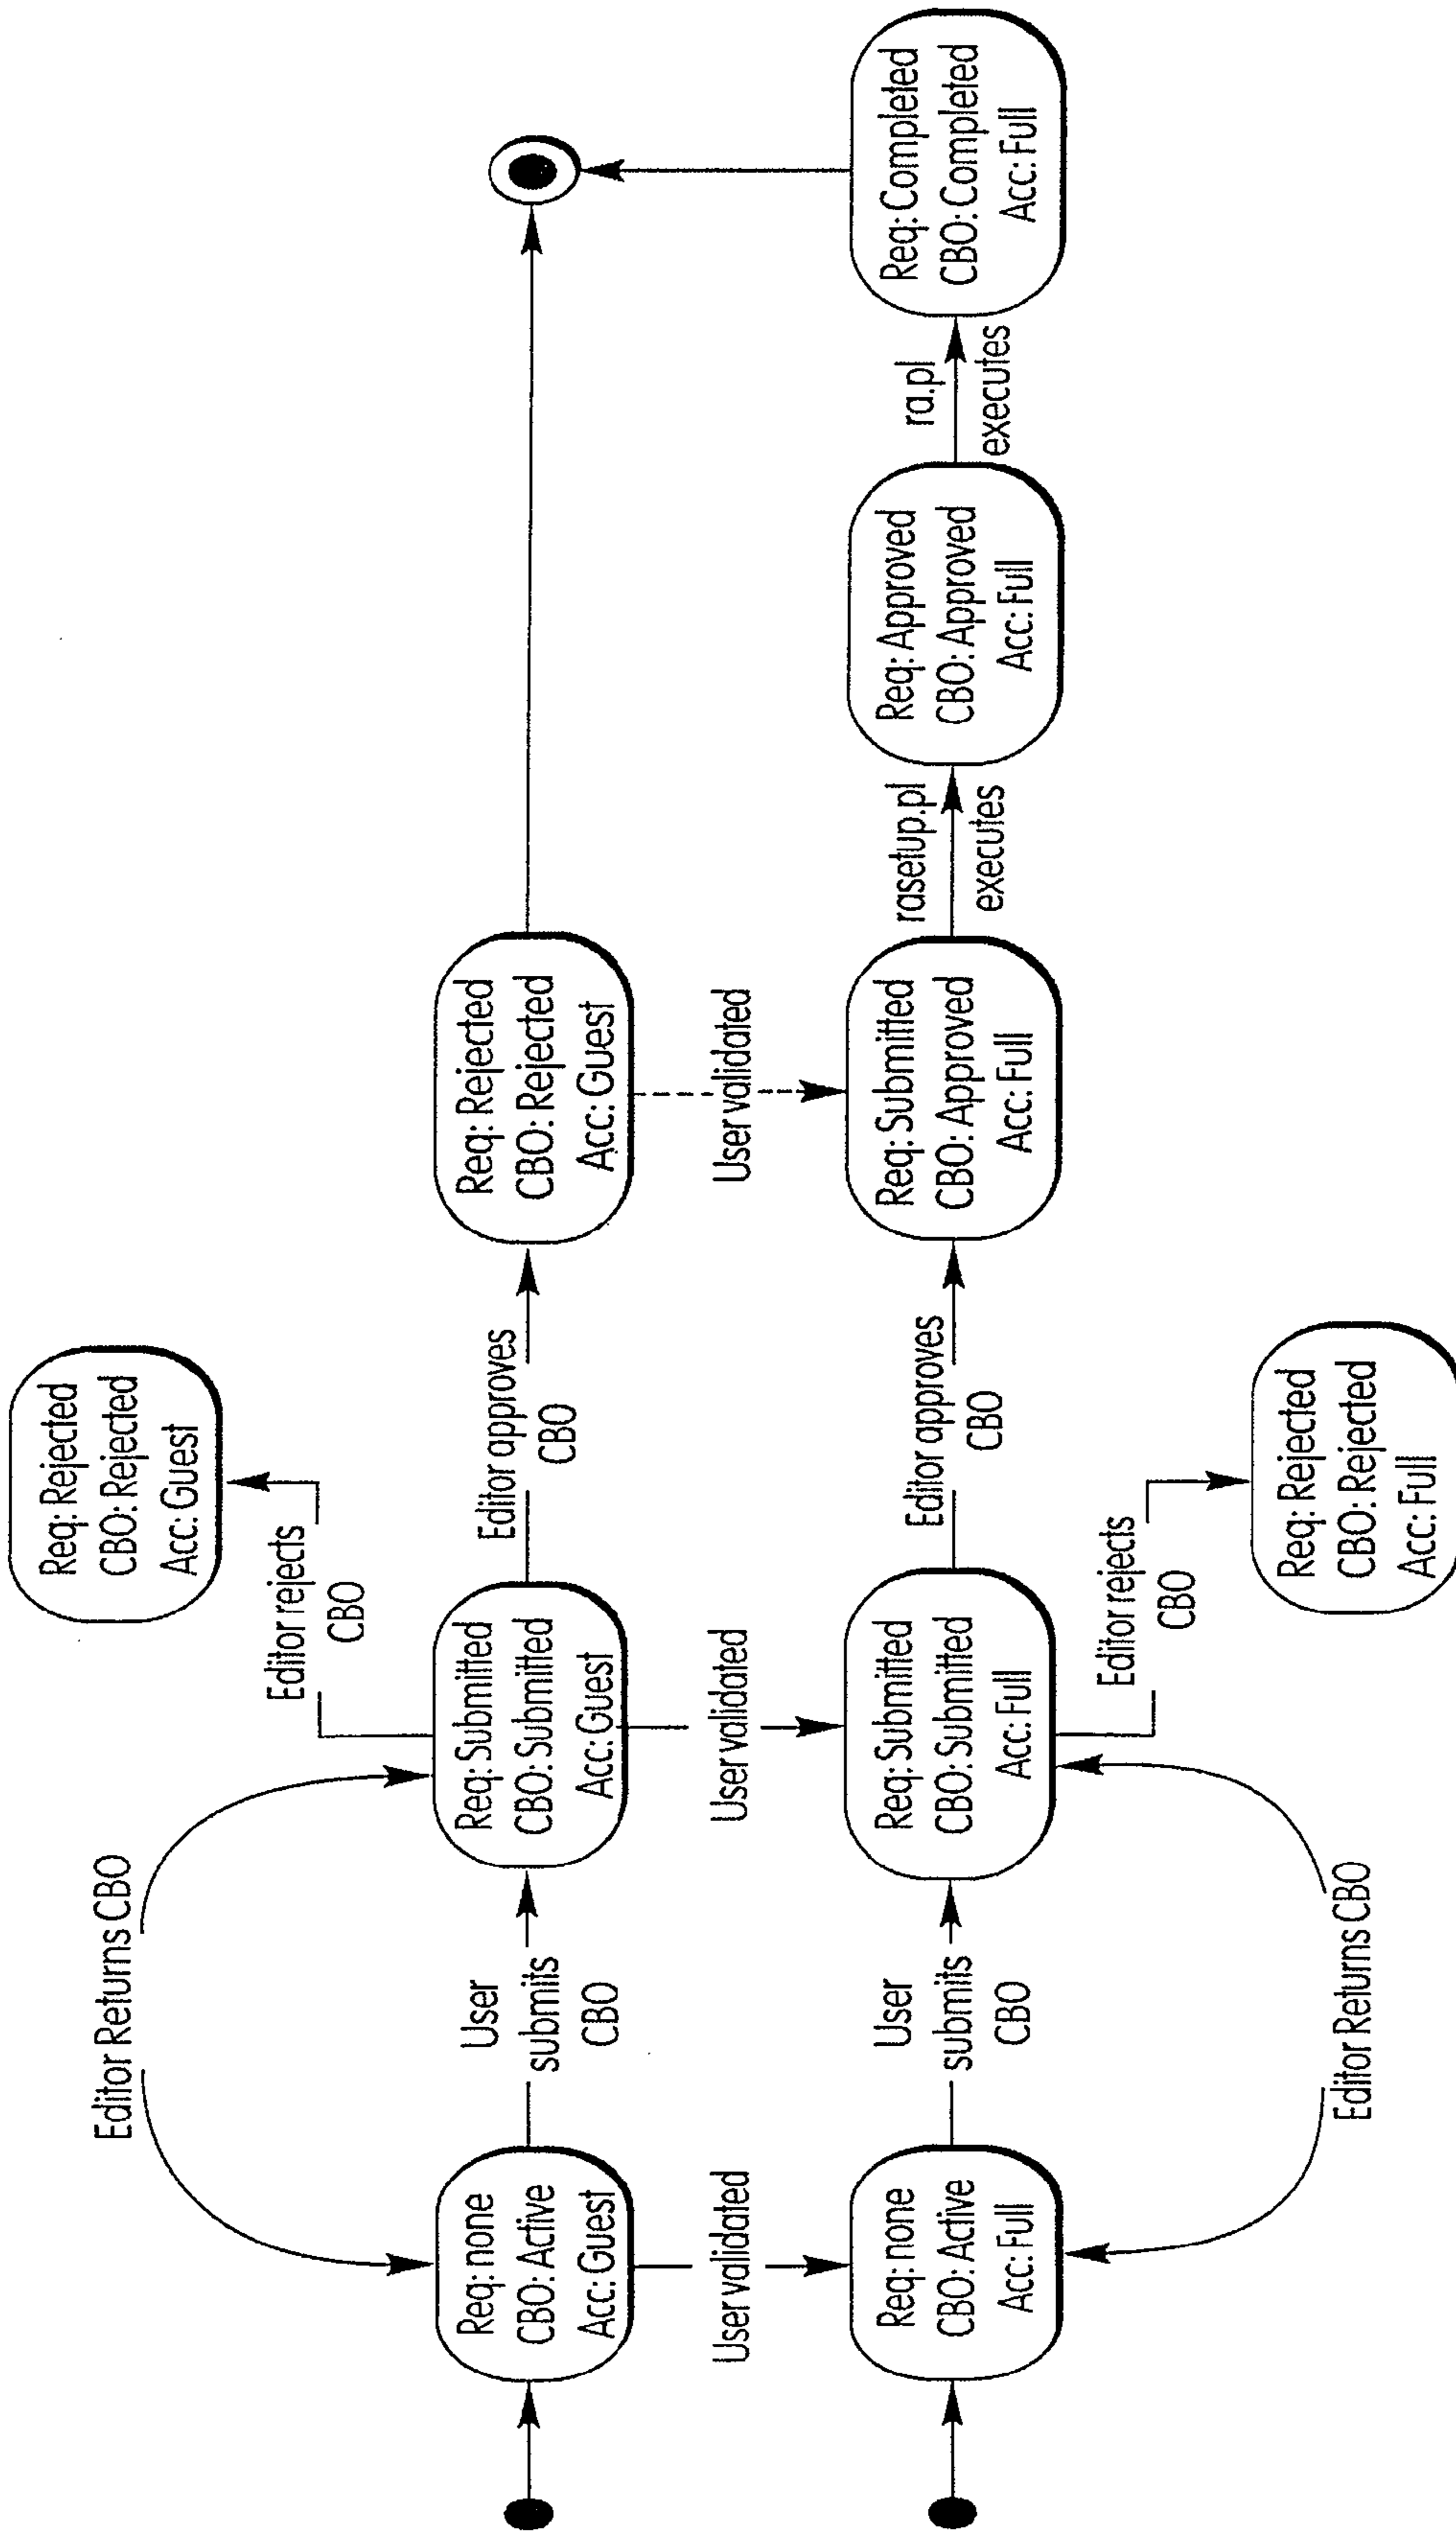 Editor Returns CBO
Editor rejects
CBO
Req: Rejected
CBO: Rejected
Acc: Guest
Req: none
CBO: Active
Acc: Guest
User
submits
CBO
Req: Submitted
CBO: Submitted
Acc: Guest
Editor approves
CBO
Req: Rejected
CBO: Rejected
Acc: Guest
User validated
User validated
User validated
Req: none
CBO: Active
Acc: Full
User
submits
CBO
Req: Submitted
CBO: Submitted
Acc: Full
Editor approves
CBO
Req: Submitted
CBO: Approved
Acc: Full
rasetup.pl
executes
Req: Approved
CBO: Approved
Acc: Full
ra.pl
executes
Req: Completed
CBO: Completed
Acc: Full
Editor Returns CBO
Editor rejects
CBO
Req: Rejected
CBO: Rejected
Acc: Full